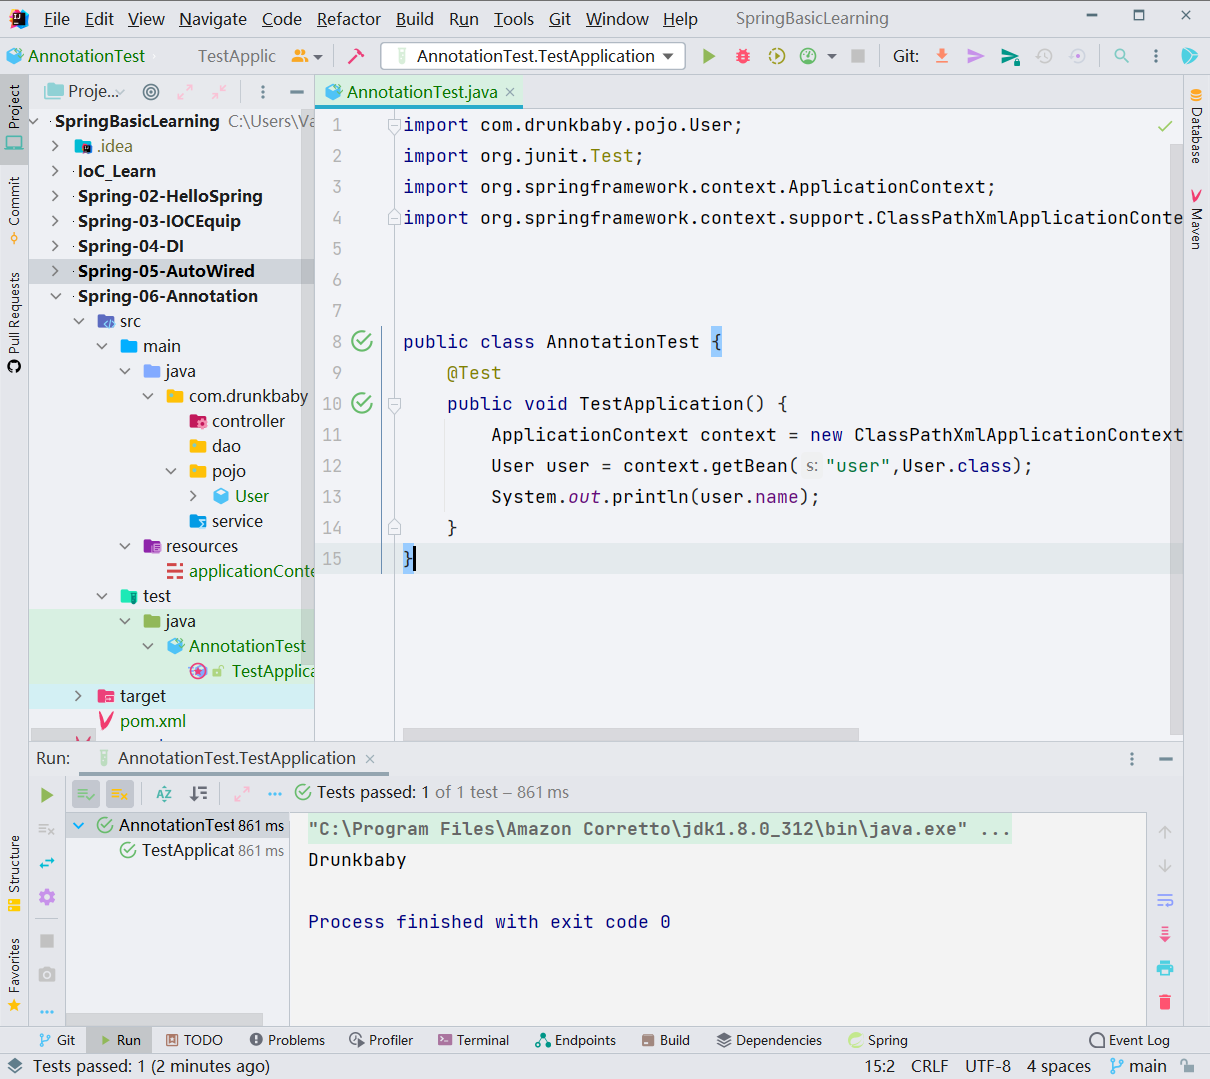 File Edit View Navigate Code Refactor Build Run Tools Git Window Help SpringBasicLearning
AnnotationTest TestApplic AnnotationTest.TestApplication Git:
Project
Commit
Pull Requests
Structure
Favorites
Proje...
SpringBasicLearning C:\Users\Va
.idea
IoC_Learn
Spring-02-HelloSpring
Spring-03-IOCEquip
Spring-04-DI
Spring-05-AutoWired
Spring-06-Annotation
src
main
java
com.drunkbaby
controller
dao
pojo
User
service
resources
applicationConte
test
java
AnnotationTest
TestApplica
target
pom.xml
AnnotationTest.java
1 import com.drunkbaby.pojo.User;
2 import org.junit.Test;
3 import org.springframework.context.ApplicationContext;
4 import org.springframework.context.support.ClassPathXmlApplicationConte
5
6
7
8 public class AnnotationTest {
9 @Test
10 public void TestApplication() {
11 ApplicationContext context = new ClassPathXmlApplicationContext
12 User user = context.getBean( s: "user",User.class);
13 System.out.println(user.name);
14 }
15 }
Database
Maven
Run: AnnotationTest.TestApplication
Tests passed: 1 of 1 test – 861 ms
AnnotationTest 861 ms
TestApplicat 861 ms
"C:\Program Files\Amazon Corretto\jdk1.8.0_312\bin\java.exe" ...
Drunkbaby
Process finished with exit code 0
Git Run TODO Problems Profiler Terminal Endpoints Build Dependencies Spring Event Log
Tests passed: 1 (2 minutes ago) 15:2 CRLF UTF-8 4 spaces main